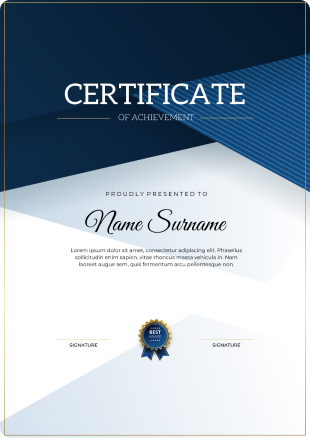 CERTIFICATE
OF ACHIEVEMENT
PROUDLY PRESENTED TO
Name Surname
Lorem ipsum dolor sit amet, consectetur adipiscing elit. Phasellus
sollicitudin enim sapien, vitae rhoncus massa vehicula in. Nam
laoreet augue sem, quis fermentum arcu pellentesque non.
BEST
AWARD
SIGNATURE
SIGNATURE